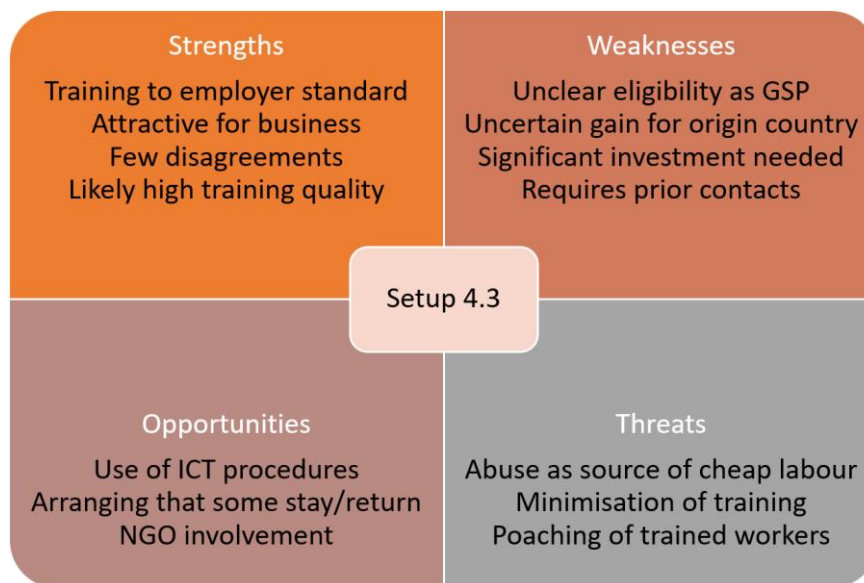 Strengths
Training to employer standard
Attractive for business
Few disagreements
Likely high training quality
Weaknesses
Unclear eligibility as GSP
Uncertain gain for origin country
Significant investment needed
Requires prior contacts
Setup 4.3
Opportunities
Use of ICT procedures
Arranging that some stay/return
NGO involvement
Threats
Abuse as source of cheap labour
Minimisation of training
Poaching of trained workers